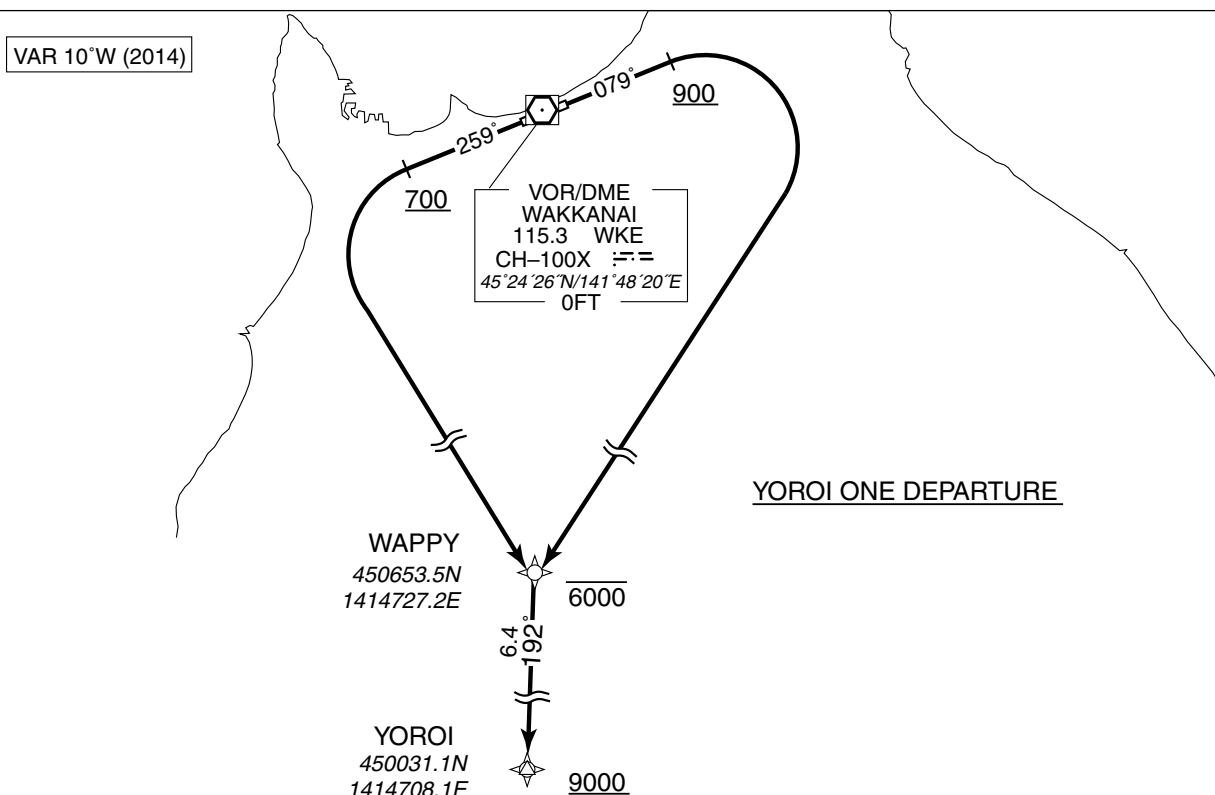 VAR 10°W (2014)
079°
900
259°
700
VOR/DME
WAKKANAI
115.3 WKE
CH–100X
45°24´26˝N/141°48´20˝E
0FT
YOROI ONE DEPARTURE
WAPPY
450653.5N
1414727.2E
6000
6.4
192°
YOROI
450031.1N
1414708.1E
9000